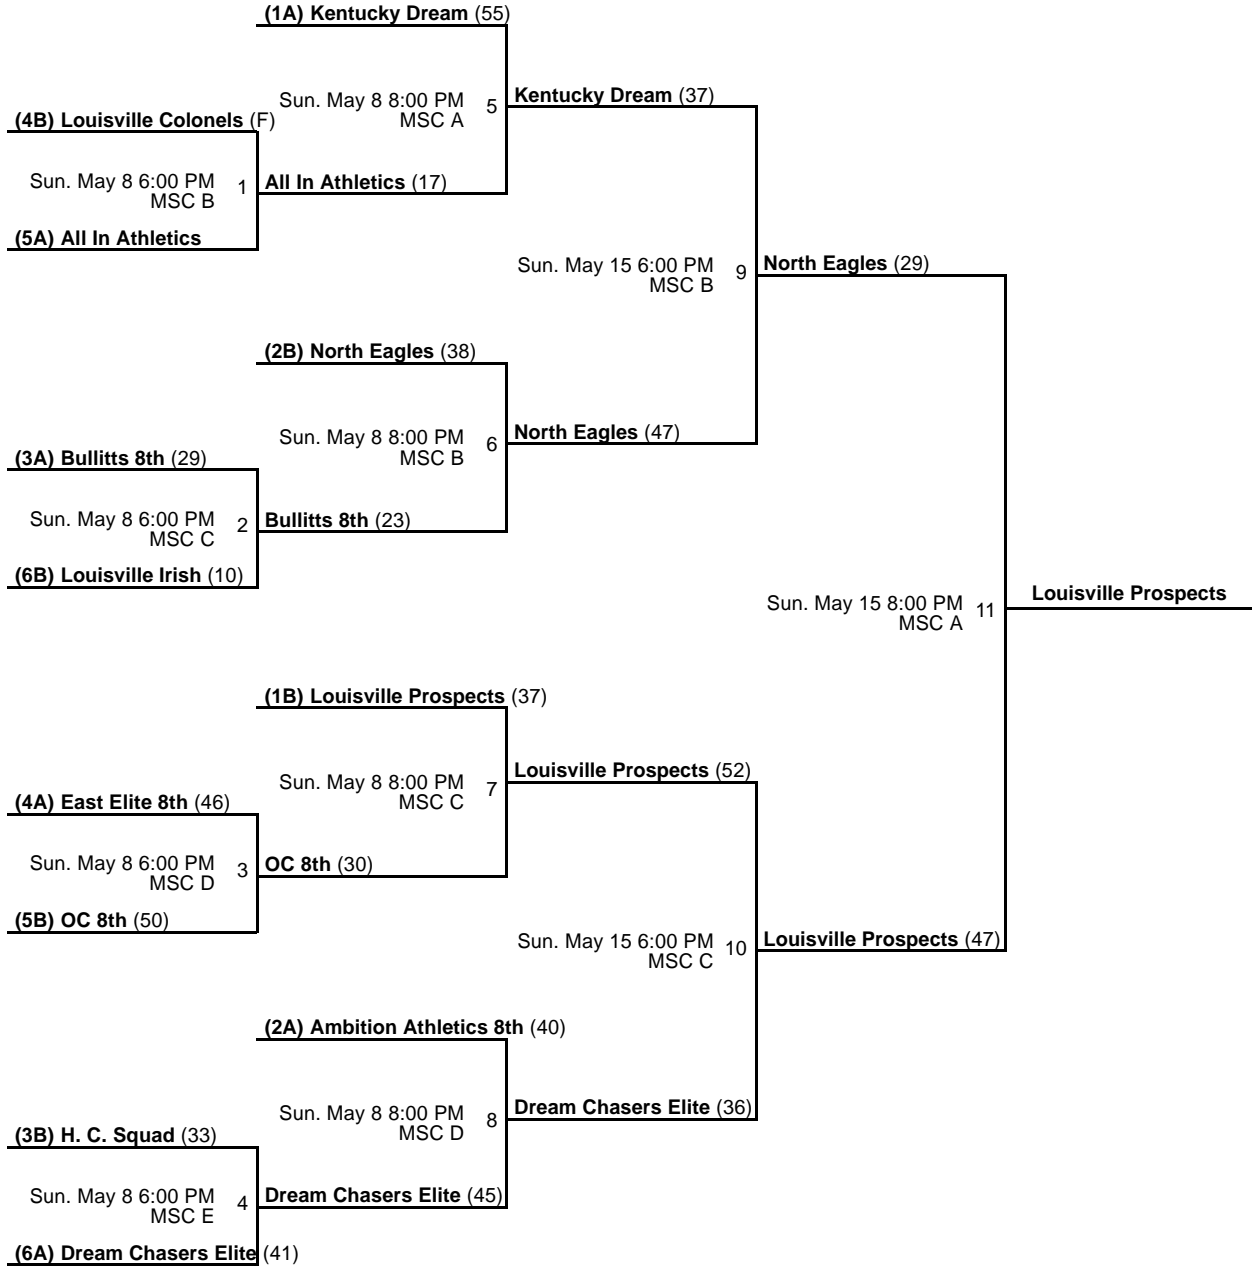 (1A) Kentucky Dream (55)
Sun. May 8 8:00 PM 5
MSC A
Kentucky Dream (37)
(4B) Louisville Colonels (F)
Sun. May 8 6:00 PM 1
MSC B
All In Athletics (17)
(5A) All In Athletics
Sun. May 15 6:00 PM 9
MSC B
North Eagles (29)
(2B) North Eagles (38)
Sun. May 8 8:00 PM 6
MSC B
North Eagles (47)
(3A) Bullitts 8th (29)
Sun. May 8 6:00 PM 2
MSC C
Bullitts 8th (23)
(6B) Louisville Irish (10)
Sun. May 15 8:00 PM 11
MSC A
Louisville Prospects
(1B) Louisville Prospects (37)
Sun. May 8 8:00 PM 7
MSC C
Louisville Prospects (52)
(4A) East Elite 8th (46)
Sun. May 8 6:00 PM 3
MSC D
OC 8th (30)
(5B) OC 8th (50)
Sun. May 15 6:00 PM 10
MSC C
Louisville Prospects (47)
(2A) Ambition Athletics 8th (40)
Sun. May 8 8:00 PM 8
MSC D
Dream Chasers Elite (36)
(3B) H. C. Squad (33)
Sun. May 8 6:00 PM 4
MSC E
Dream Chasers Elite (45)
(6A) Dream Chasers Elite (41)